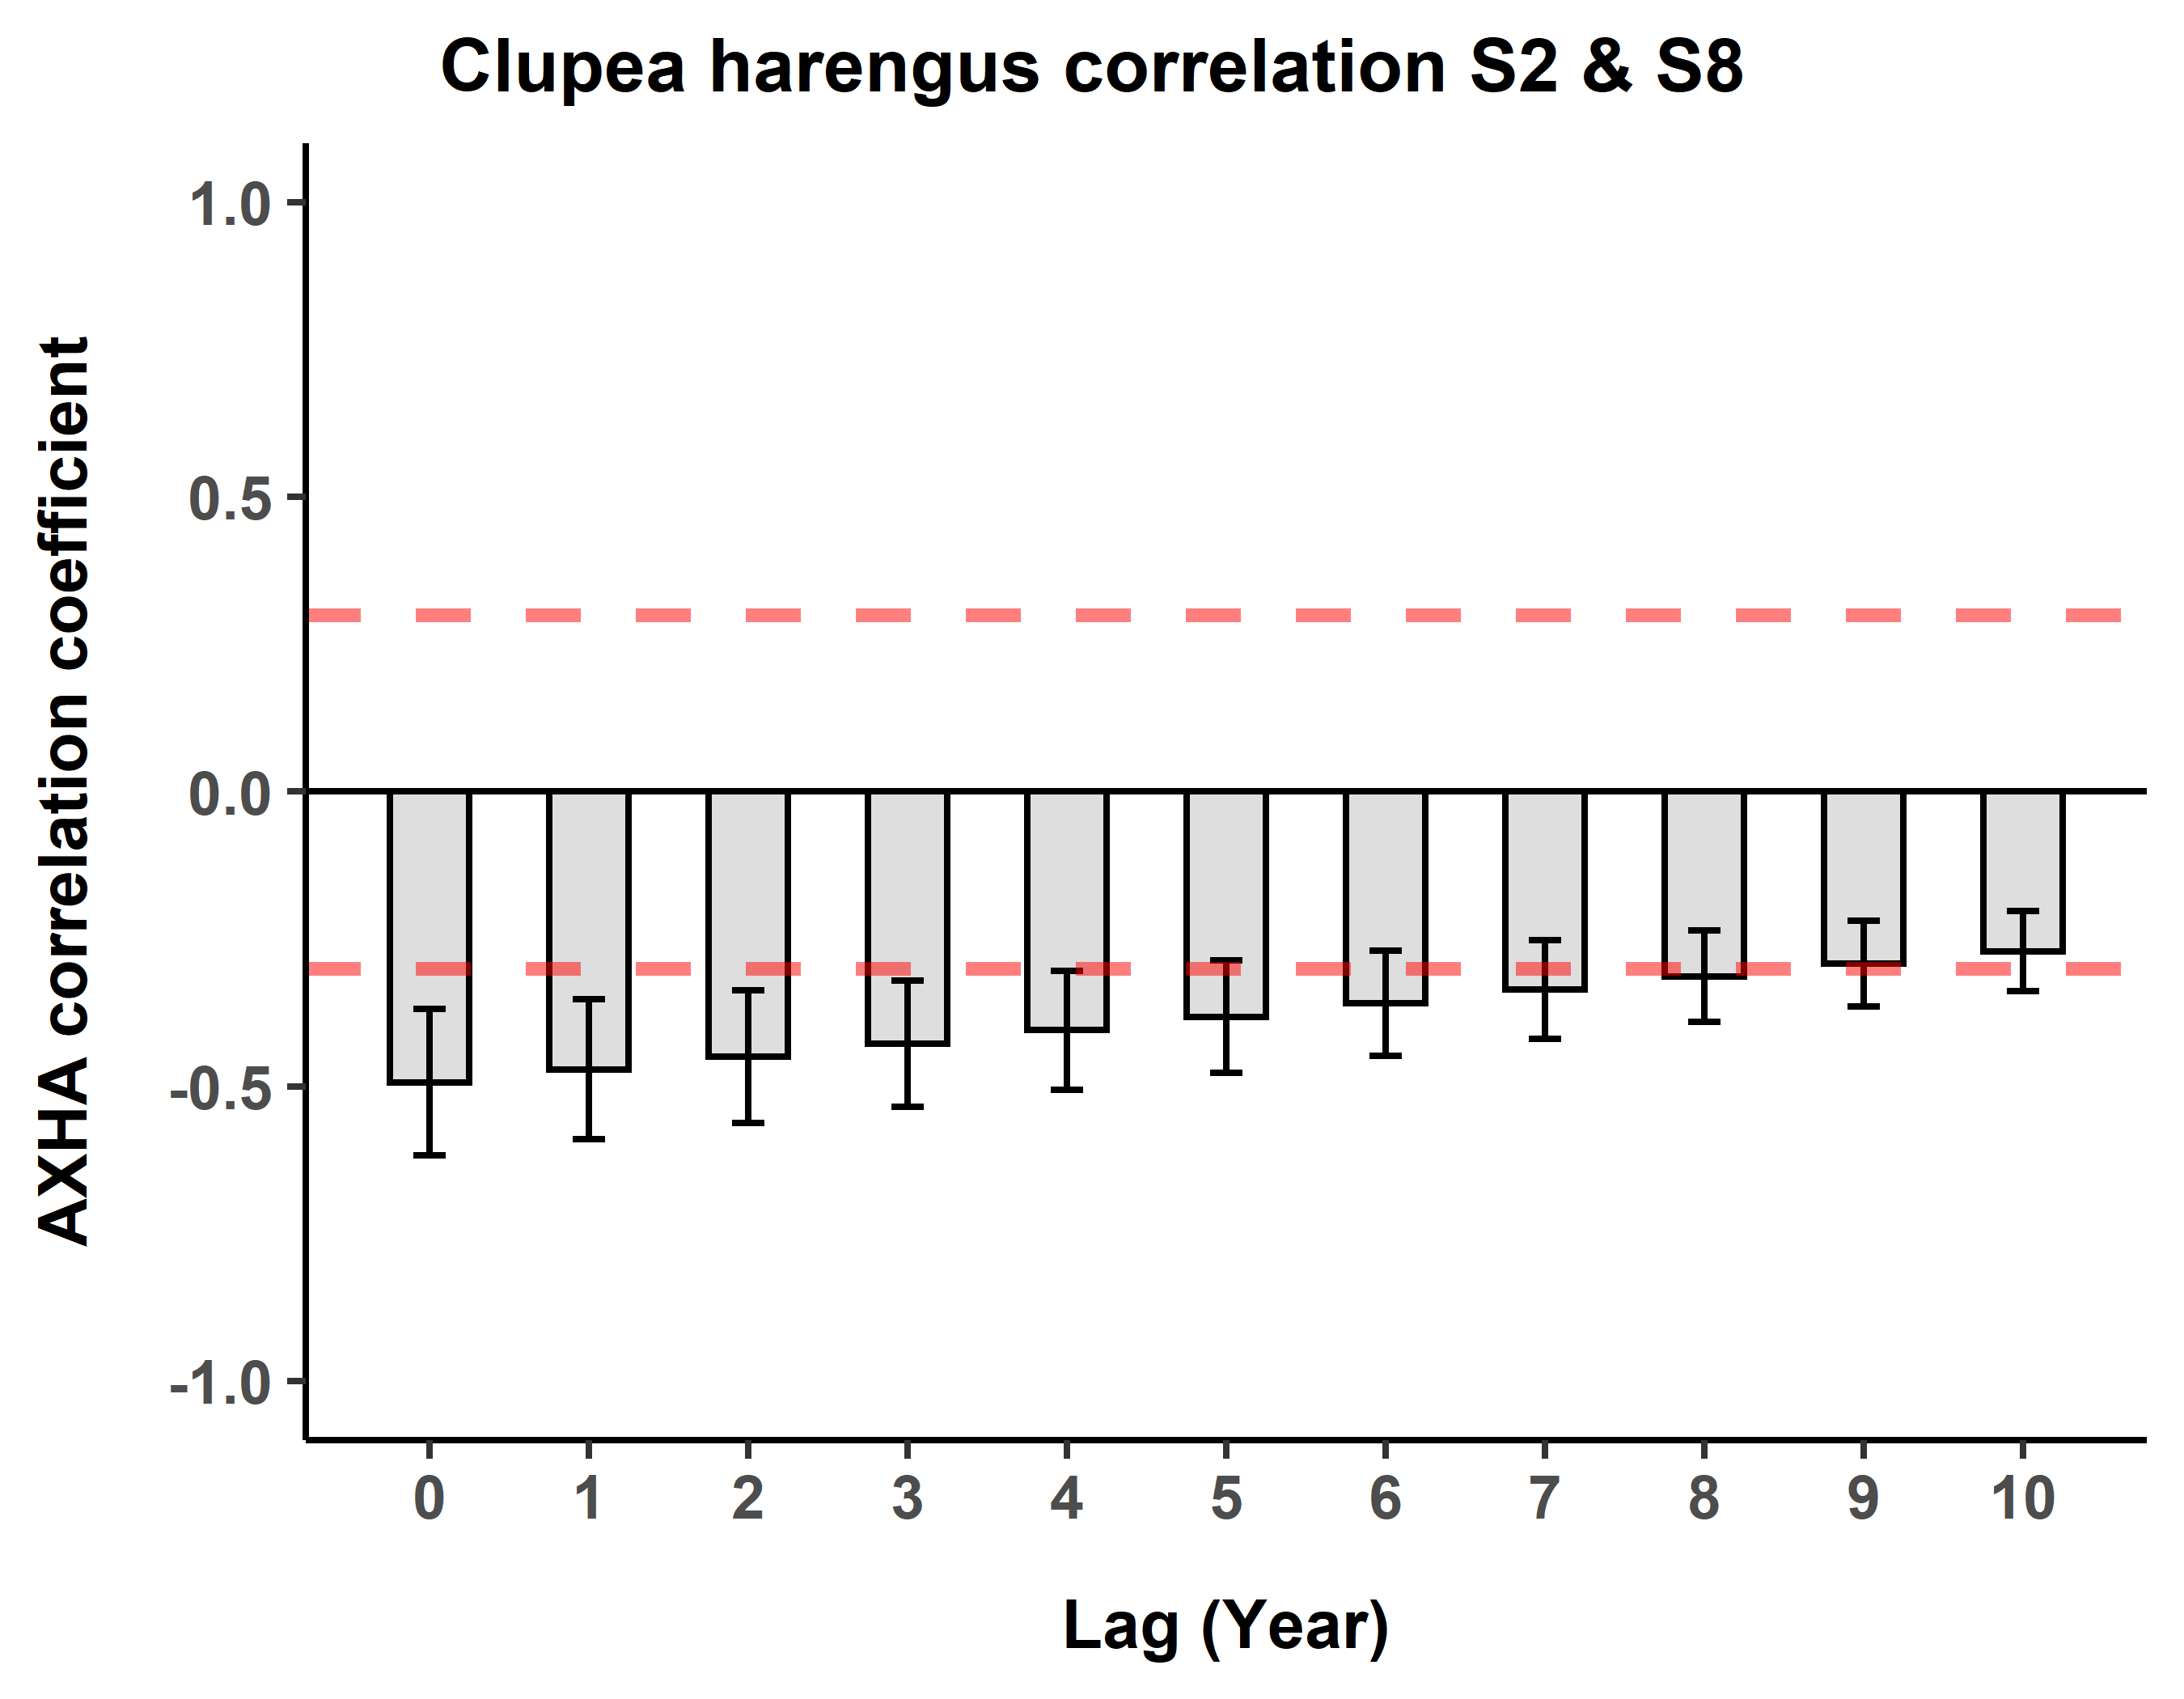 Clupea harengus correlation S2 & S8
AXHA correlation coefficient
1.0
0.5
0.0
-0.5
-1.0
0 1 2 3 4 5 6 7 8 9 10
Lag (Year)